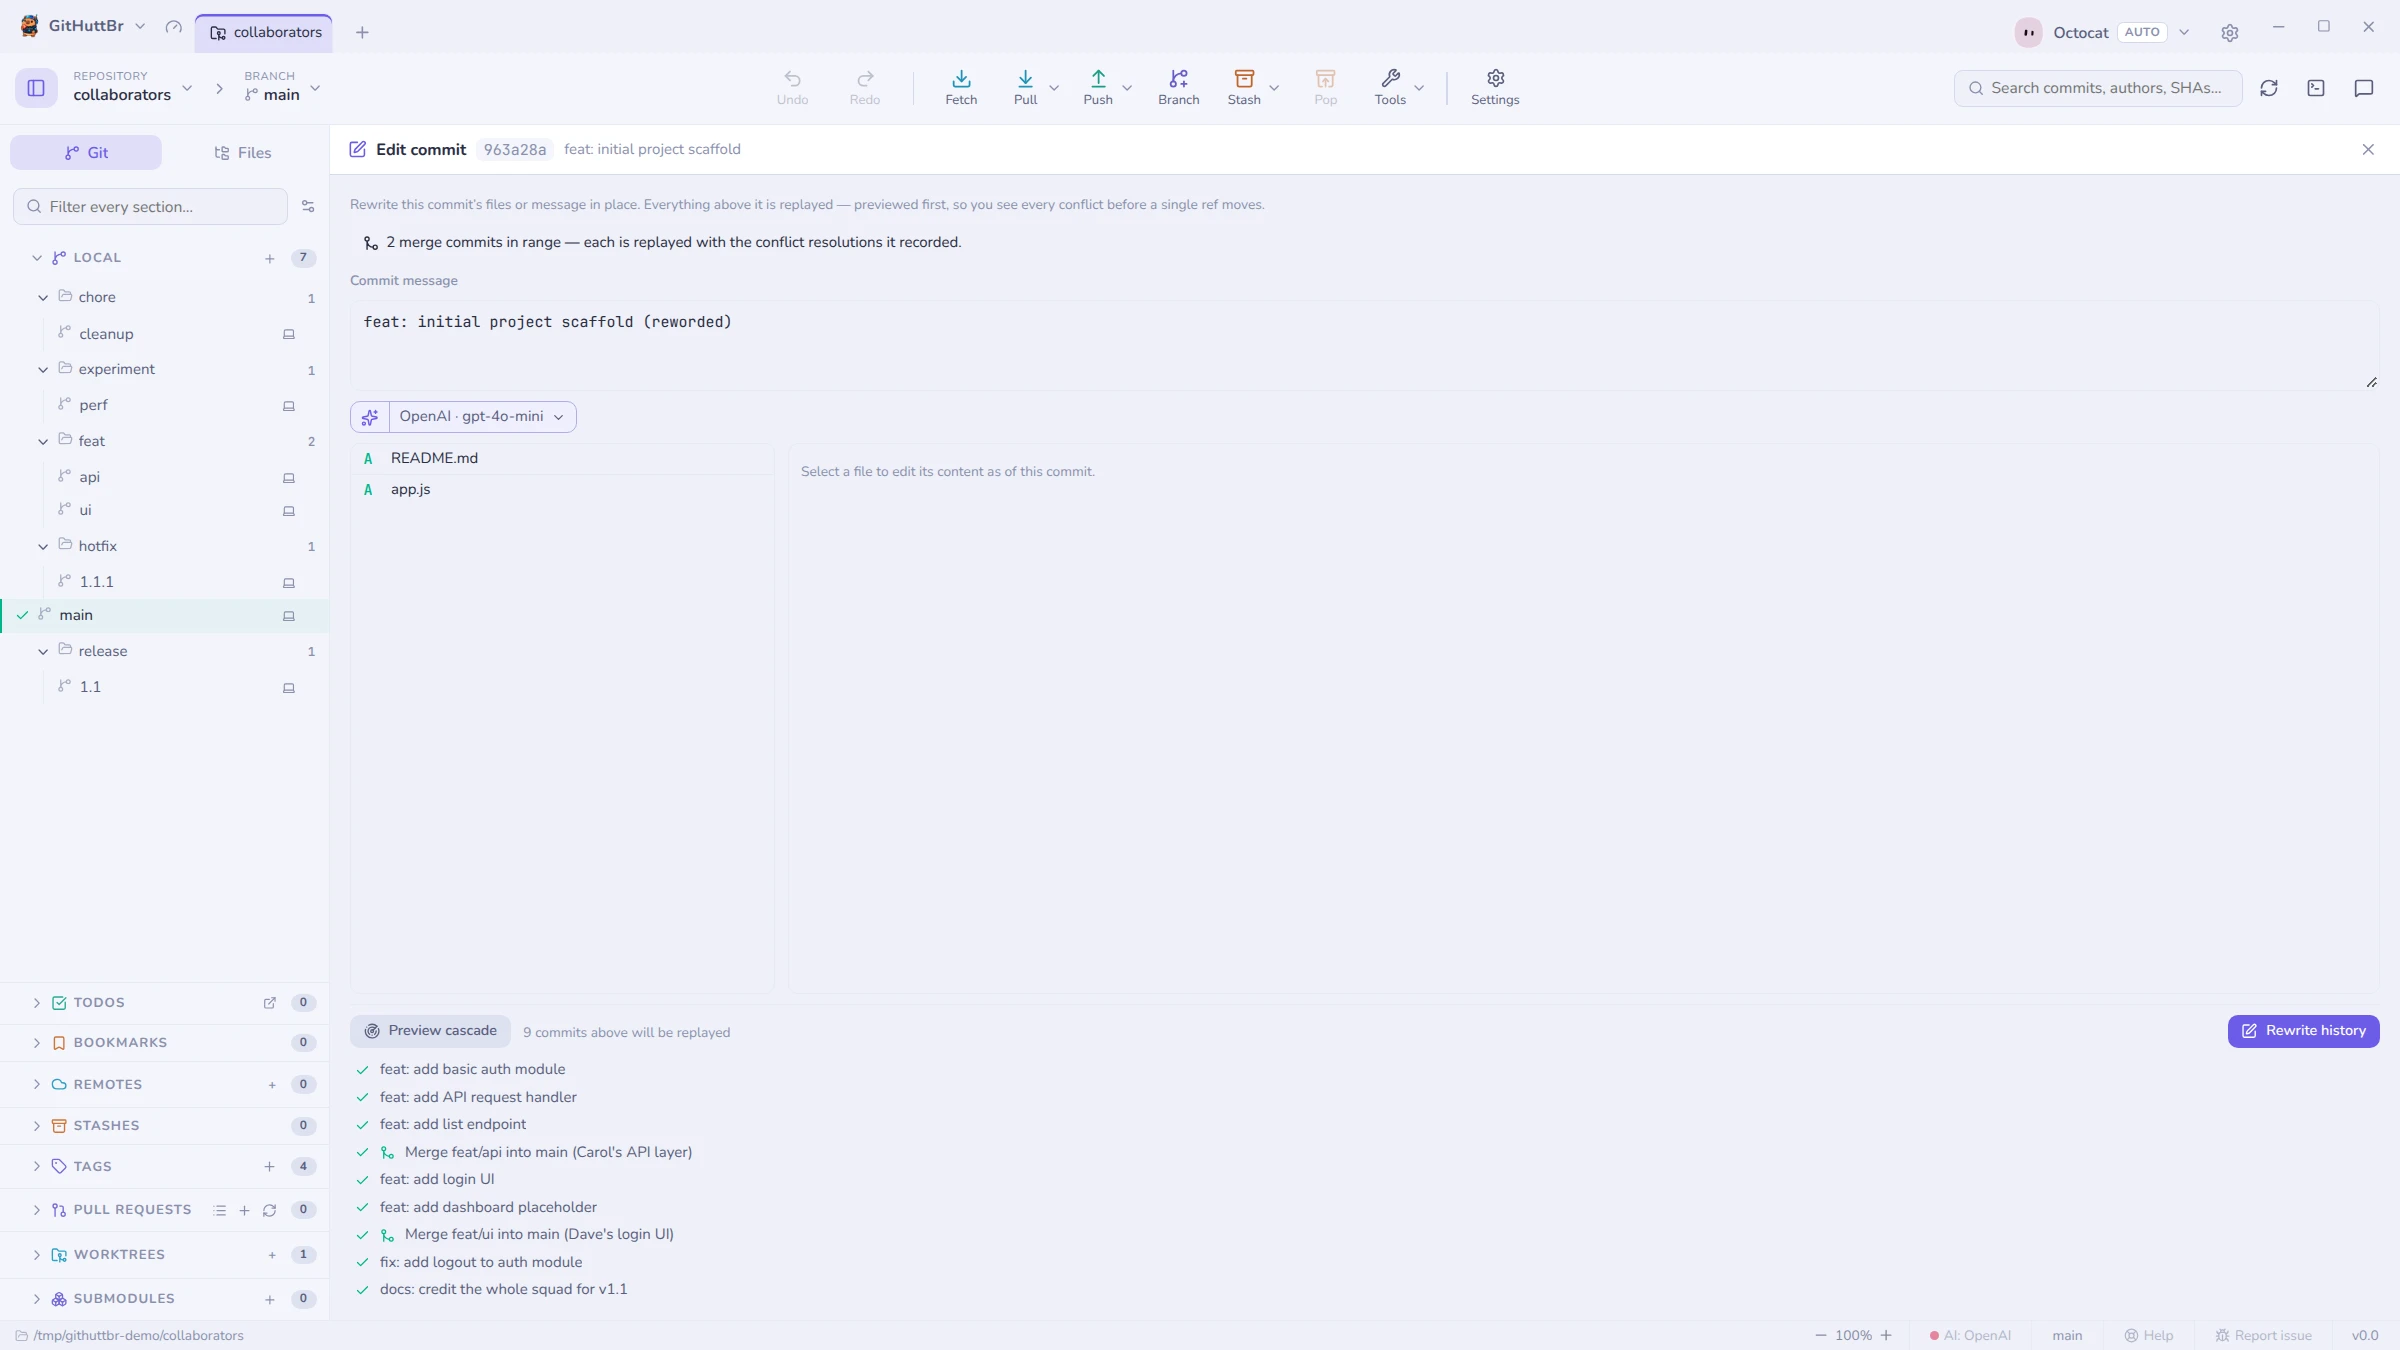 GitHuttBr
collaborators
Octocat AUTO
REPOSITORY
collaborators
BRANCH
main
Undo
Redo
Fetch
Pull
Push
Branch
Stash
Pop
Tools
Settings
Search commits, authors, SHAs...
Git
Files
Filter every section...
LOCAL 7
chore 1
cleanup
experiment 1
perf
feat 2
api
ui
hotfix 1
1.1.1
main
release 1
1.1
TODOS 0
BOOKMARKS 0
REMOTES 0
STASHES 0
TAGS 4
PULL REQUESTS 0
WORKTREES 1
SUBMODULES 0
Edit commit 963a28a feat: initial project scaffold
Rewrite this commit's files or message in place. Everything above it is replayed — previewed first, so you see every conflict before a single ref moves.
2 merge commits in range — each is replayed with the conflict resolutions it recorded.
Commit message
feat: initial project scaffold (reworded)
OpenAI · gpt-4o-mini
A README.md
A app.js
Select a file to edit its content as of this commit.
Preview cascade 9 commits above will be replayed
Rewrite history
feat: add basic auth module
feat: add API request handler
feat: add list endpoint
Merge feat/api into main (Carol's API layer)
feat: add login UI
feat: add dashboard placeholder
Merge feat/ui into main (Dave's login UI)
fix: add logout to auth module
docs: credit the whole squad for v1.1
/tmp/githuttbr-demo/collaborators
100%
AI: OpenAI
main
Help
Report issue
v0.0